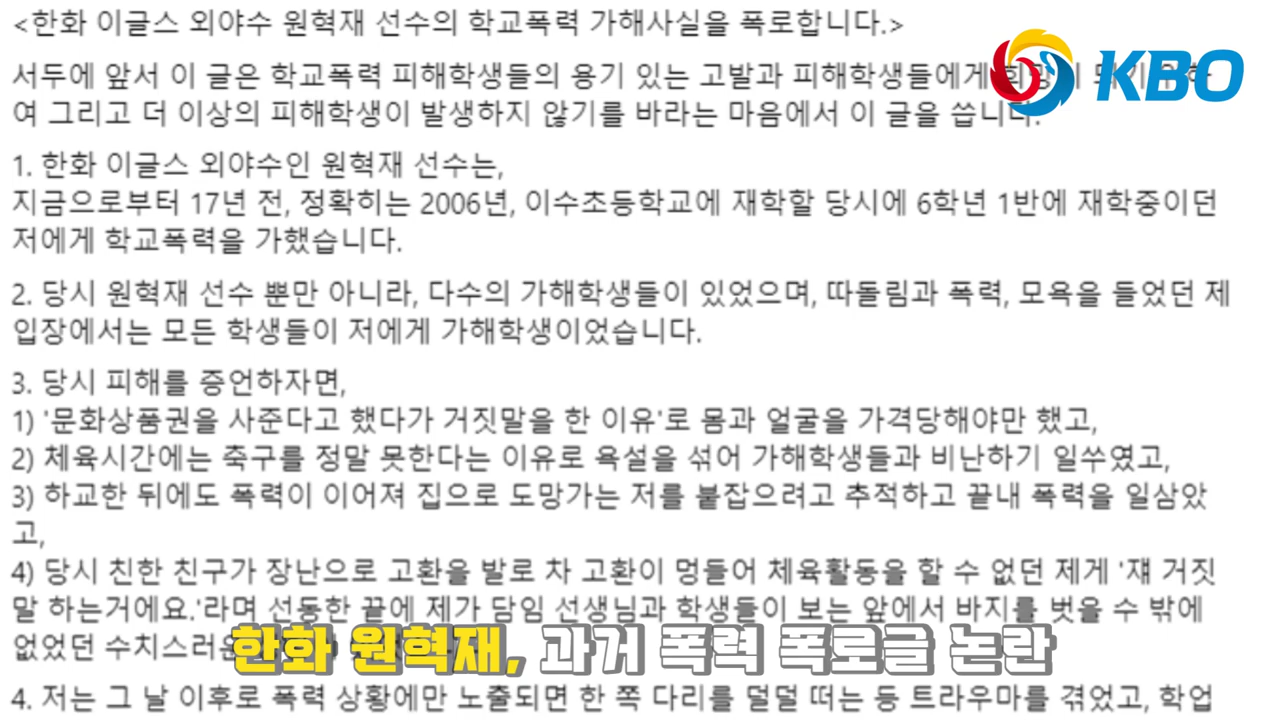 <한화 이글스 외야수 원혁재 선수의 학교폭력 가해사실을 폭로합니다.>
KBO
서두에 앞서 이 글은 학교폭력 피해학생들의 용기 있는 고발과 피해학생들에게
여 그리고 더 이상의 피해학생이 발생하지 않기를 바라는 마음에서 이 글을 씁니다.
1. 한화 이글스 외야수인 원혁재 선수는,
지금으로부터 17년 전, 정확히는 2006년, 이수초등학교에 재학할 당시에 6학년 1반에 재학중이던
저에게 학교폭력을 가했습니다.
2. 당시 원혁재 선수 뿐만 아니라, 다수의 가해학생들이 있었으며, 따돌림과 폭력, 모욕을 들었던 제
입장에서는 모든 학생들이 저에게 가해학생이었습니다.
3. 당시 피해를 증언하자면,
1) '문화상품권을 사준다고 했다가 거짓말을 한 이유'로 몸과 얼굴을 가격당해야만 했고,
2) 체육시간에는 축구를 정말 못한다는 이유로 욕설을 섞어 가해학생들과 비난하기 일쑤였고,
3) 하교한 뒤에도 폭력이 이어져 집으로 도망가는 저를 붙잡으려고 추적하고 끝내 폭력을 일삼았
고,
4) 당시 친한 친구가 장난으로 고환을 발로 차 고환이 멍들어 체육활동을 할 수 없던 제게 '쟤 거짓
말 하는거에요.'라며 선동한 끝에 제가 담임 선생님과 학생들이 보는 앞에서 바지를 벗을 수 밖에
없었던 수치스러운
한화 원혁재, 과거 폭력 폭로글 논란
4. 저는 그 날 이후로 폭력 상황에만 노출되면 한 쪽 다리를 덜덜 떠는 등 트라우마를 겪었고, 학업